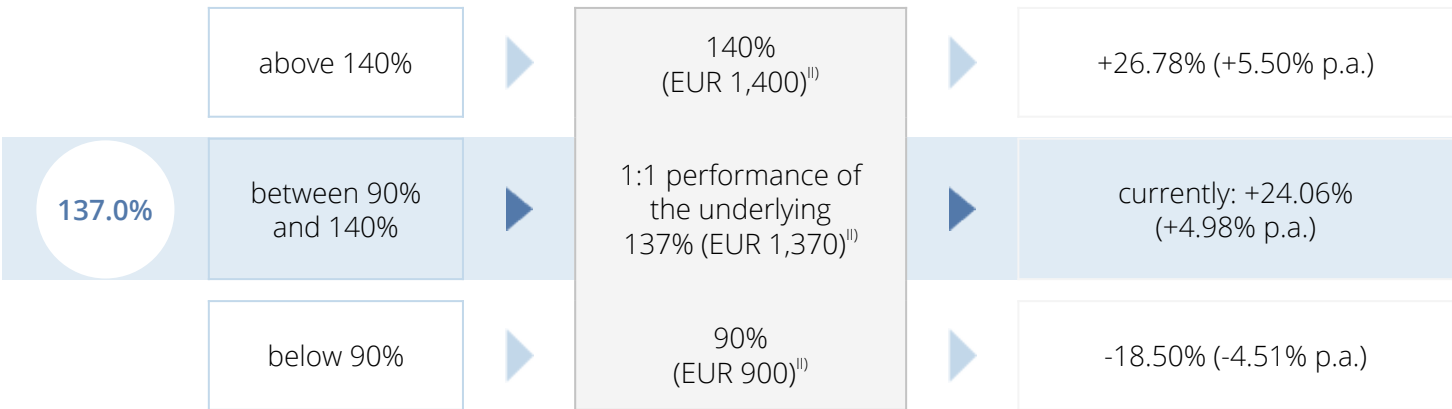 above 140%
140%
(EUR 1,400)II)
+26.78% (+5.50% p.a.)
137.0%
between 90%
and 140%
1:1 performance of
the underlying
137% (EUR 1,370)II)
currently: +24.06%
(+4.98% p.a.)
below 90%
90%
(EUR 900)II)
-18.50% (-4.51% p.a.)